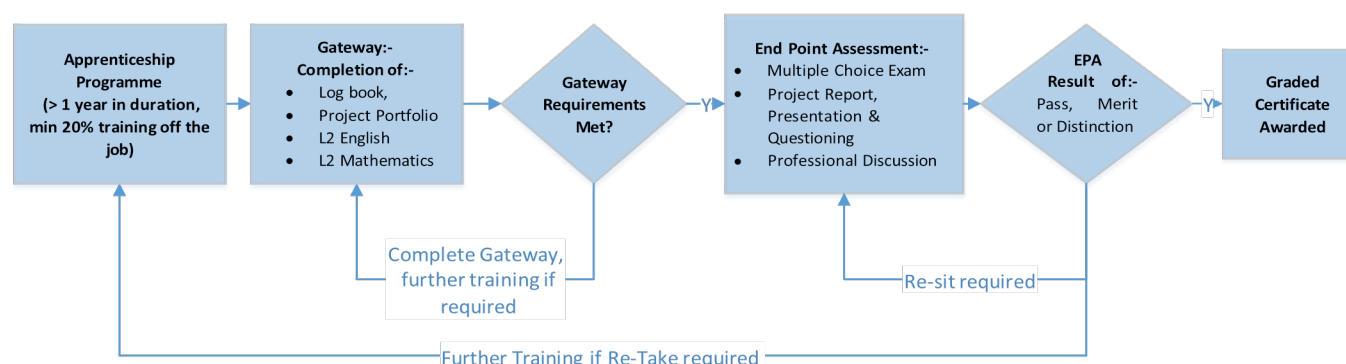 Apprenticeship
Programme
(> 1 year in duration,
min 20% training off the
job)
Gateway:-
Completion of:-
• Log book,
• Project Portfolio
• L2 English
• L2 Mathematics
Gateway
Requirements
Met?
Y
End Point Assessment:-
• Multiple Choice Exam
• Project Report,
Presentation &
Questioning
• Professional Discussion
EPA
Result of:-
Pass, Merit
or Distinction
Y
Graded
Certificate
Awarded
Complete Gateway,
further training if
required
Re-sit required
Further Training if Re-Take required